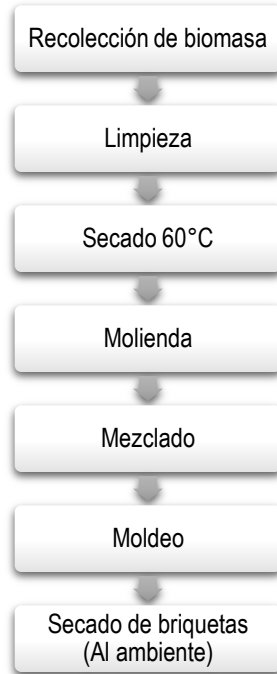 Recolección de biomasa
Limpieza
Secado 60°C
Molienda
Mezclado
Moldeo
Secado de briquetas
(Al ambiente)